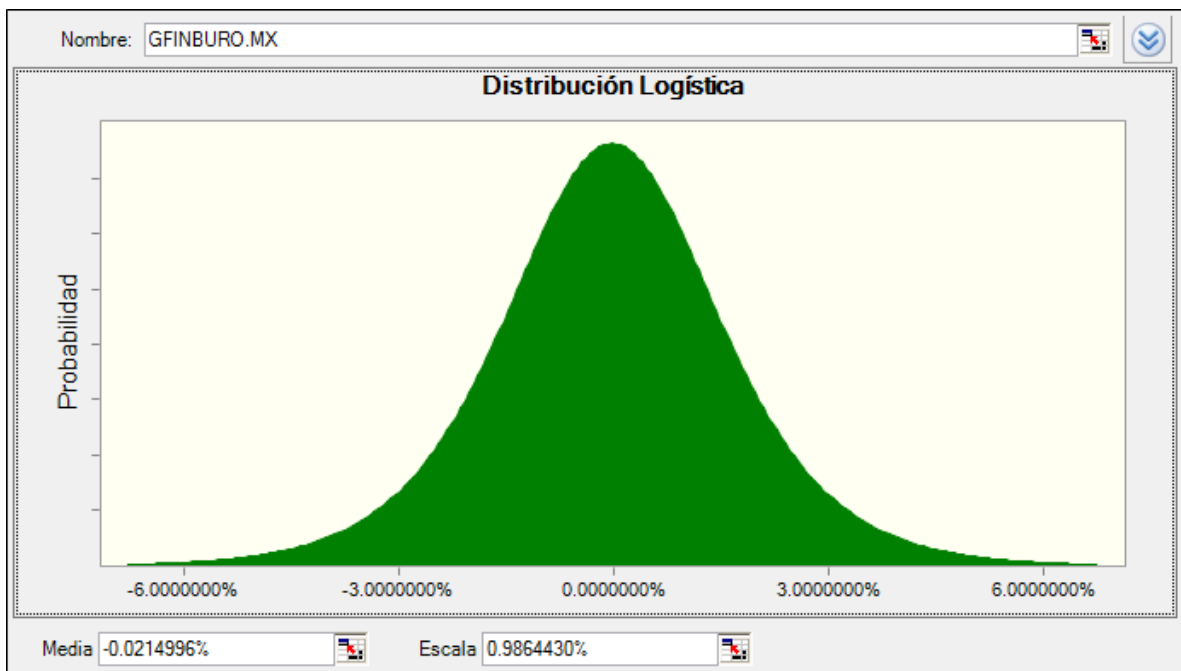 Nombre: GFINBURO.MX
Distribución Logística
Probabilidad
-6.0000000% -3.0000000% 0.0000000% 3.0000000% 6.0000000%
Media -0.0214996% Escala 0.9864430%